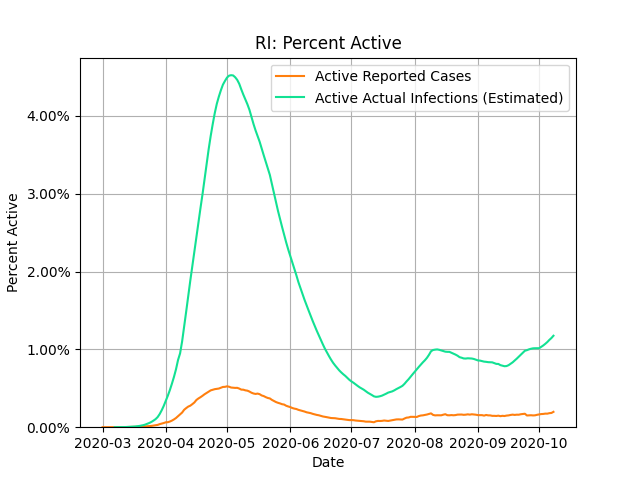 RI: Percent Active
Active Reported Cases
Active Actual Infections (Estimated)
Percent Active
4.00%
3.00%
2.00%
1.00%
0.00%
2020-03 2020-04 2020-05 2020-06 2020-07 2020-08 2020-09 2020-10
Date